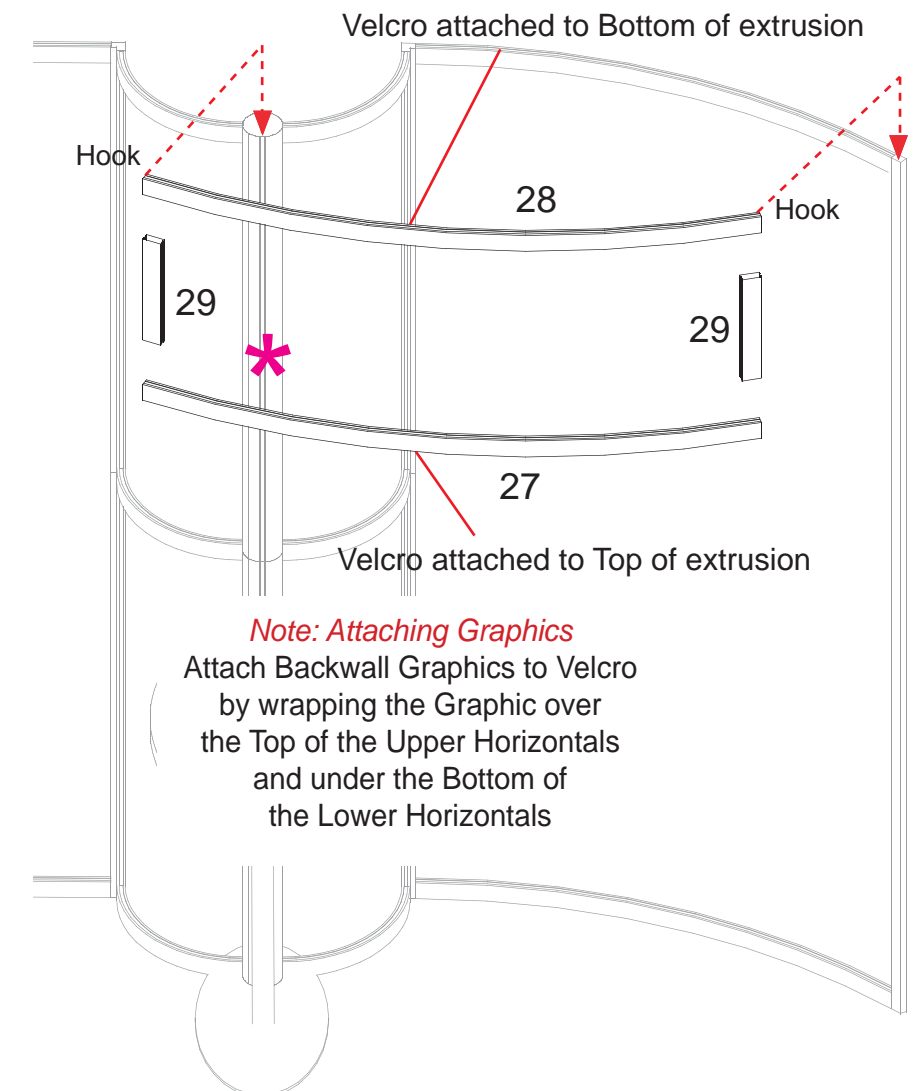 Velcro attached to Bottom of extrusion
Hook
28
Hook
29
29
*
27
Velcro attached to Top of extrusion
Note: Attaching Graphics
Attach Backwall Graphics to Velcro
by wrapping the Graphic over
the Top of the Upper Horizontals
and under the Bottom of
the Lower Horizontals